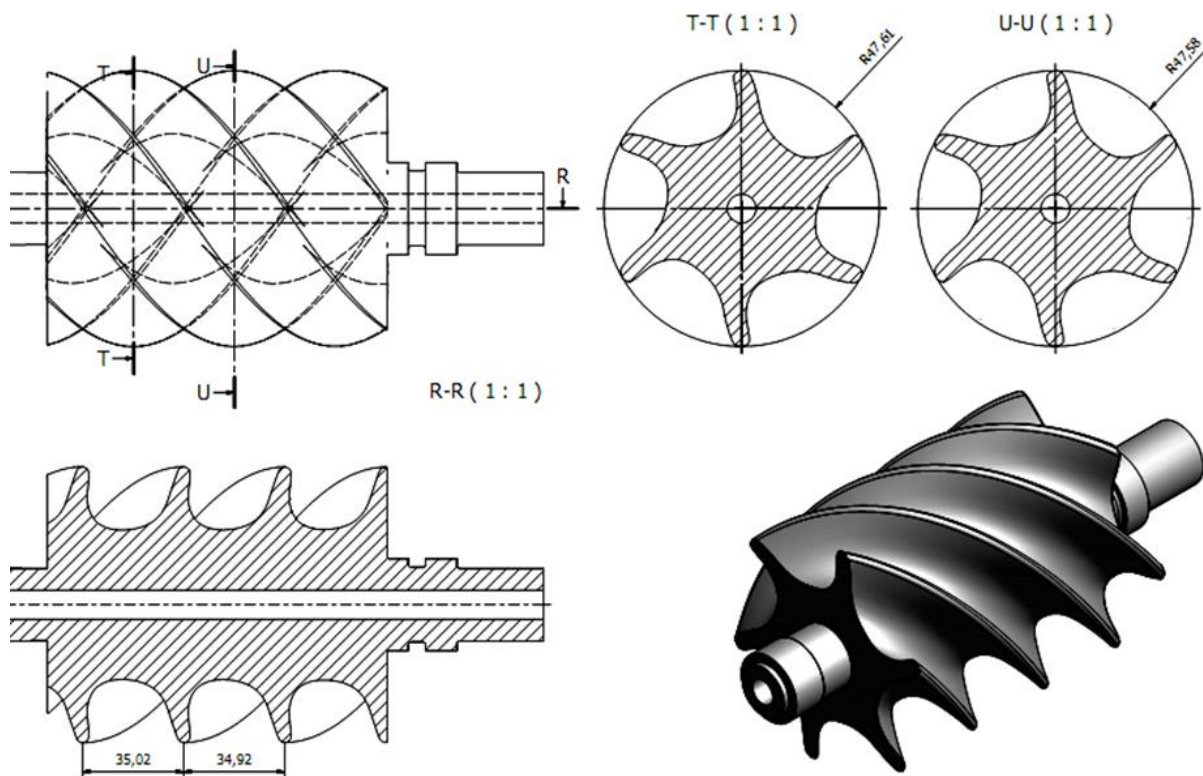 T-T ( 1 : 1 )
U-U ( 1 : 1 )
R47,61
R47,58
T
U
R
T
U
R-R ( 1 : 1 )
35,02
34,92